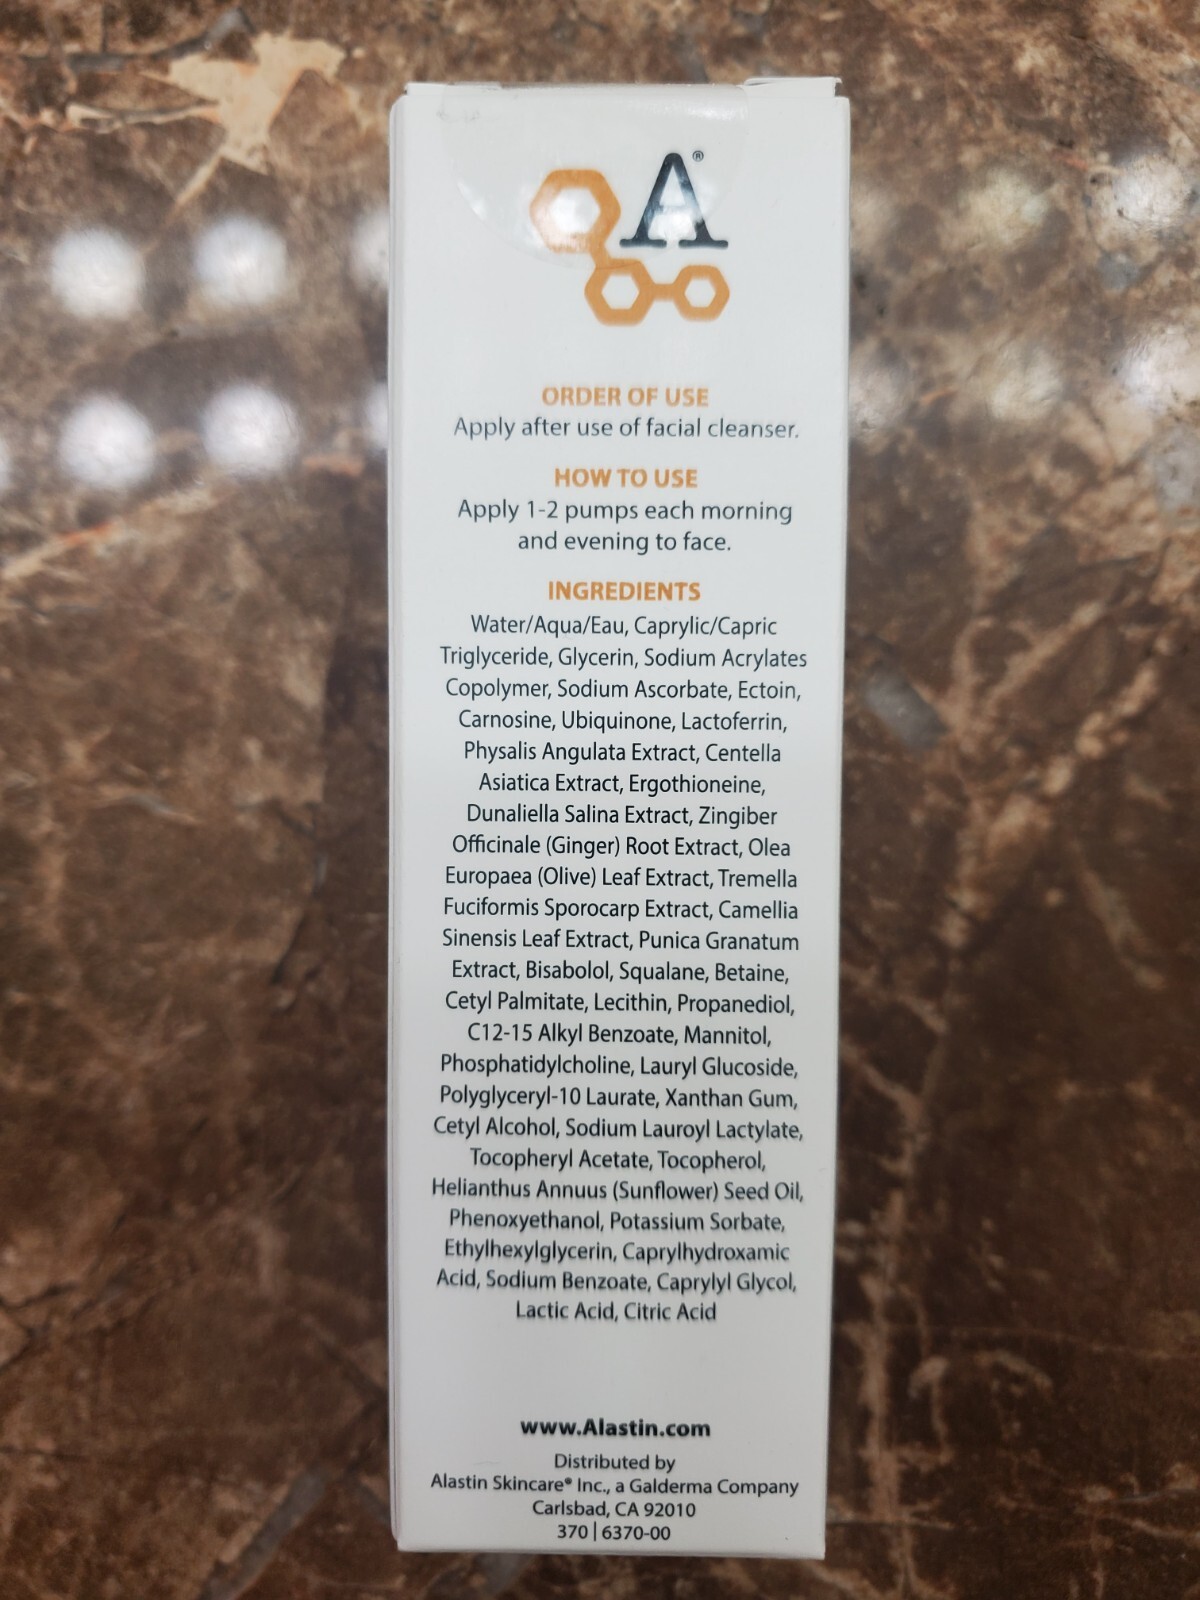 A®
ORDER OF USE
Apply after use of facial cleanser.
HOW TO USE
Apply 1-2 pumps each morning
and evening to face.
INGREDIENTS
Water/Aqua/Eau, Caprylic/Capric
Triglyceride, Glycerin, Sodium Acrylates
Copolymer, Sodium Ascorbate, Ectoin,
Carnosine, Ubiquinone, Lactoferrin,
Physalis Angulata Extract, Centella
Asiatica Extract, Ergothioneine,
Dunaliella Salina Extract, Zingiber
Officinale (Ginger) Root Extract, Olea
Europaea (Olive) Leaf Extract, Tremella
Fuciformis Sporocarp Extract, Camellia
Sinensis Leaf Extract, Punica Granatum
Extract, Bisabolol, Squalane, Betaine,
Cetyl Palmitate, Lecithin, Propanediol,
C12-15 Alkyl Benzoate, Mannitol,
Phosphatidylcholine, Lauryl Glucoside,
Polyglyceryl-10 Laurate, Xanthan Gum,
Cetyl Alcohol, Sodium Lauroyl Lactylate,
Tocopheryl Acetate, Tocopherol,
Helianthus Annuus (Sunflower) Seed Oil,
Phenoxyethanol, Potassium Sorbate,
Ethylhexylglycerin, Caprylhydroxamic
Acid, Sodium Benzoate, Caprylyl Glycol,
Lactic Acid, Citric Acid
www.Alastin.com
Distributed by
Alastin Skincare® Inc., a Galderma Company
Carlsbad, CA 92010
370 | 6370-00